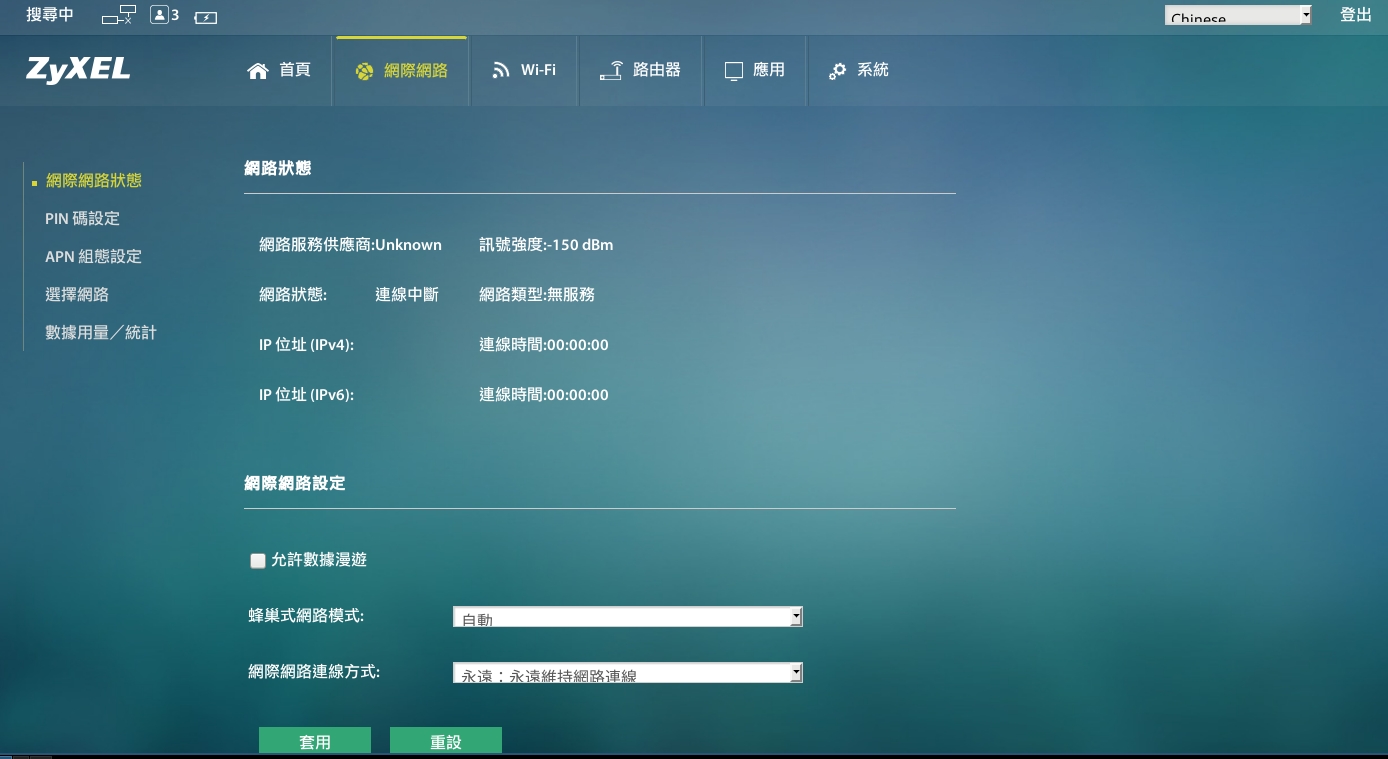 搜尋中 3 Chinese 登出
ZyXEL 首頁 網際網路 Wi-Fi 路由器 應用 系統
網際網路狀態
PIN 碼設定
APN 組態設定
選擇網路
數據用量／統計
網路狀態
網路服務供應商:Unknown 訊號強度:-150 dBm
網路狀態: 連線中斷 網路類型:無服務
IP 位址 (IPv4): 連線時間:00:00:00
IP 位址 (IPv6): 連線時間:00:00:00
網際網路設定
允許數據漫遊
蜂巢式網路模式: 自動
網際網路連線方式: 永遠：永遠維持網路連線
套用 重設